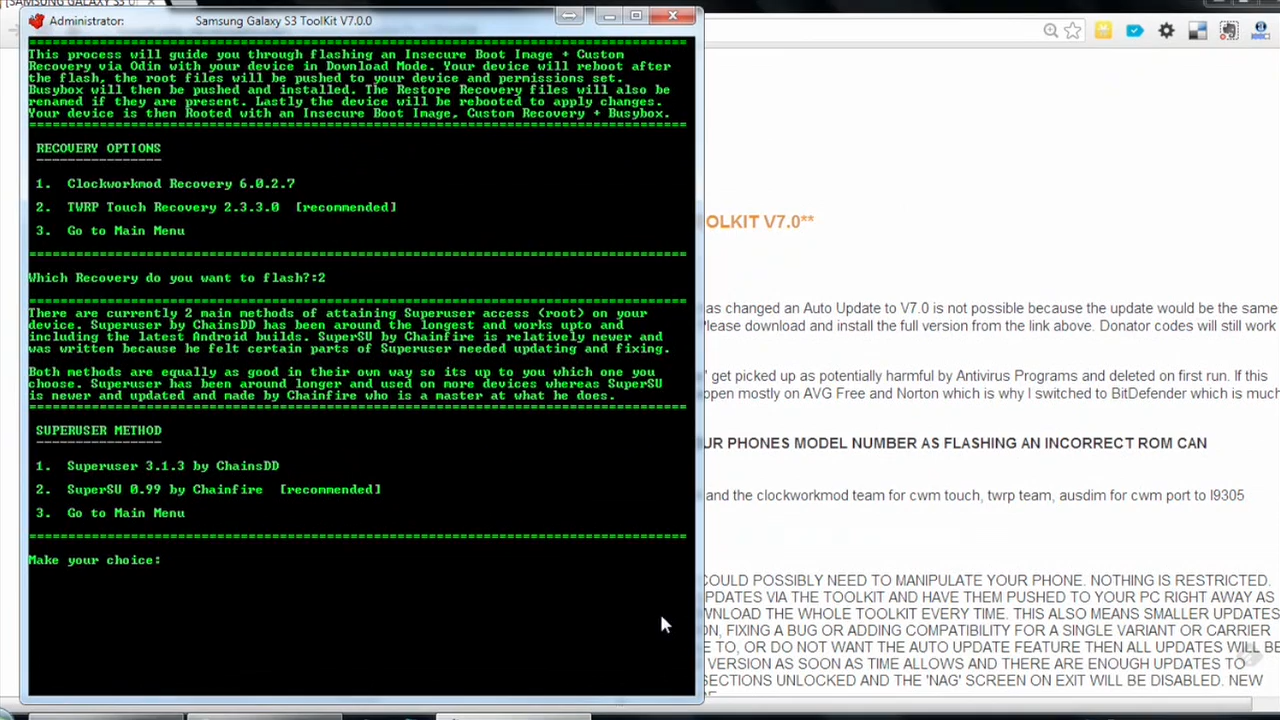 [SAMSUNG GALAXY S3
Administrator: Samsung Galaxy S3 ToolKit V7.0.0
This process will guide you through flashing an Insecure Boot Image + Custom
Recovery via Odin with your device in Download Mode. Your device will reboot after
the flash, the root files will be pushed to your device and permissions set.
Busybox will then be pushed and installed. The Restore Recovery files will also be
renamed if they are present. Lastly the device will be rebooted to apply changes.
Your device is then Rooted with an Insecure Boot Image, Custom Recovery + Busybox.
RECOVERY OPTIONS
1. Clockworkmod Recovery 6.0.2.7
2. TWRP Touch Recovery 2.3.3.0 [recommended]
3. Go to Main Menu
Which Recovery do you want to flash?:2
There are currently 2 main methods of attaining Superuser access (root) on your
device. Superuser by ChainsDD has been around the longest and works upto and
including the latest Android builds. SuperSU by Chainfire is relatively newer and
was written because he felt certain parts of Superuser needed updating and fixing.
Both methods are equally as good in their own way so its up to you which one you
choose. Superuser has been around longer and used on more devices whereas SuperSU
is newer and updated and made by Chainfire who is a master at what he does.
SUPERUSER METHOD
1. Superuser 3.1.3 by ChainsDD
2. SuperSU 0.99 by Chainfire [recommended]
3. Go to Main Menu
Make your choice:
OLKIT V7.0**
as changed an Auto Update to V7.0 is not possible because the update would be the same
Please download and install the full version from the link above. Donator codes will still work
' get picked up as potentially harmful by Antivirus Programs and deleted on first run. If this
open mostly on AVG Free and Norton which is why I switched to BitDefender which is much
UR PHONES MODEL NUMBER AS FLASHING AN INCORRECT ROM CAN
and the clockworkmod team for cwm touch, twrp team, ausdim for cwm port to I9305
COULD POSSIBLY NEED TO MANIPULATE YOUR PHONE. NOTHING IS RESTRICTED.
PDATES VIA THE TOOLKIT AND HAVE THEM PUSHED TO YOUR PC RIGHT AWAY AS
WNLOAD THE WHOLE TOOLKIT EVERY TIME. THIS ALSO MEANS SMALLER UPDATES
ON, FIXING A BUG OR ADDING COMPATIBILITY FOR A SINGLE VARIANT OR CARRIER
E TO, OR DO NOT WANT THE AUTO UPDATE FEATURE THEN ALL UPDATES WILL BE
VERSION AS SOON AS TIME ALLOWS AND THERE ARE ENOUGH UPDATES TO
SECTIONS UNLOCKED AND THE 'NAG' SCREEN ON EXIT WILL BE DISABLED. NEW